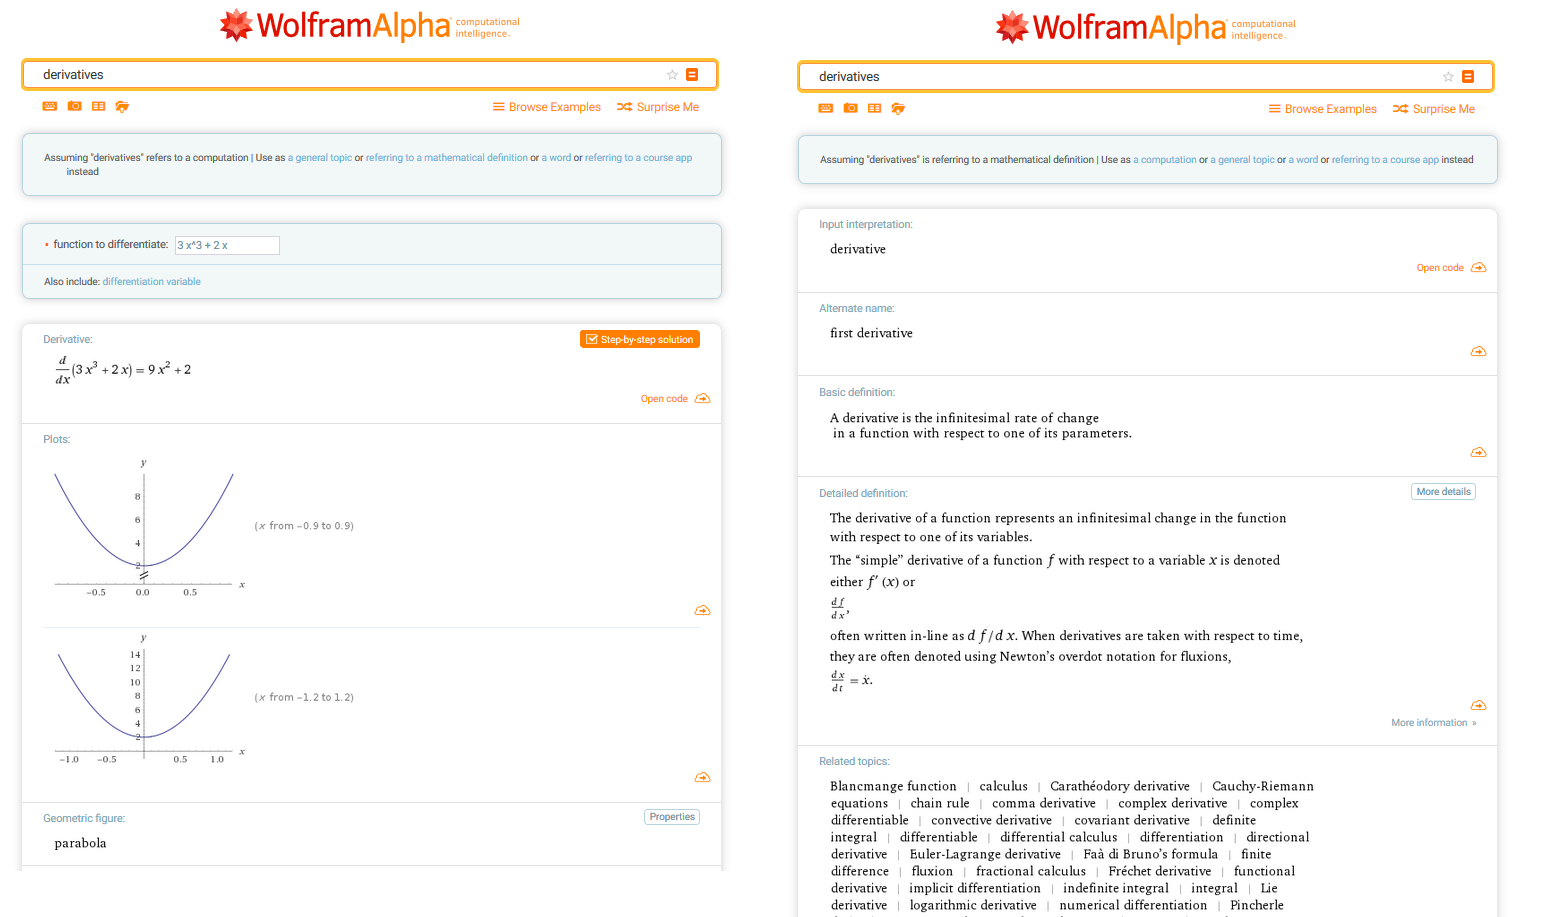 WolframAlpha computational
intelligence.
derivatives
Browse Examples Surprise Me
Assuming "derivatives" refers to a computation | Use as a general topic or referring to a mathematical definition or a word or referring to a course app
instead
function to differentiate: 3 x^3 + 2 x
Also include: differentiation variable
Derivative:
Step-by-step solution
d/dx(3 x³ + 2 x) = 9 x² + 2
Open code
Plots:
y
8
6
4
2
(x from −0.9 to 0.9)
x
−0.5 0.0 0.5
y
14
12
10
8
6
4
2
(x from −1.2 to 1.2)
x
−1.0 −0.5 0.5 1.0
Geometric figure:
Properties
parabola
WolframAlpha computational
intelligence.
derivatives
Browse Examples Surprise Me
Assuming "derivatives" is referring to a mathematical definition | Use as a computation or a general topic or a word or referring to a course app instead
Input interpretation:
derivative
Open code
Alternate name:
first derivative
Basic definition:
A derivative is the infinitesimal rate of change
in a function with respect to one of its parameters.
Detailed definition:
More details
The derivative of a function represents an infinitesimal change in the function
with respect to one of its variables.
The “simple” derivative of a function f with respect to a variable x is denoted
either f′ (x) or
d f/d x,
often written in-line as d f/d x. When derivatives are taken with respect to time,
they are often denoted using Newton’s overdot notation for fluxions,
d x/d t = ẋ.
More information »
Related topics:
Blancmange function | calculus | Carathéodory derivative | Cauchy-Riemann
equations | chain rule | comma derivative | complex derivative | complex
differentiable | convective derivative | covariant derivative | definite
integral | differentiable | differential calculus | differentiation | directional
derivative | Euler-Lagrange derivative | Faà di Bruno’s formula | finite
difference | fluxion | fractional calculus | Fréchet derivative | functional
derivative | implicit differentiation | indefinite integral | integral | Lie
derivative | logarithmic derivative | numerical differentiation | Pincherle